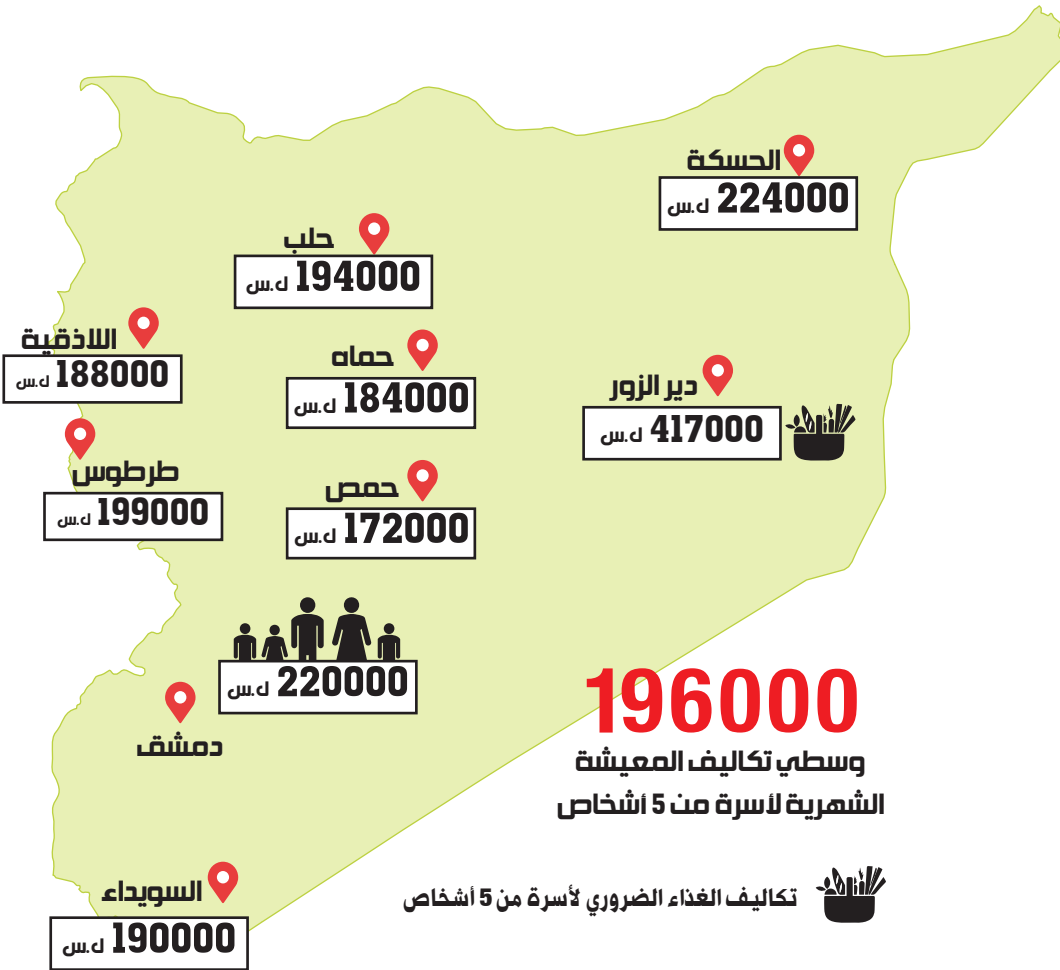 الحسكة
224000 ل.س
حلب
194000 ل.س
اللاذقية
188000 ل.س
حماه
184000 ل.س
دير الزور
417000 ل.س
طرطوس
199000 ل.س
حمص
172000 ل.س
220000 ل.س
دمشق
196000
وسطي تكاليف المعيشة
الشهرية لأسرة من 5 أشخاص
تكاليف الغذاء الضروري لأسرة من 5 أشخاص
السويداء
190000 ل.س